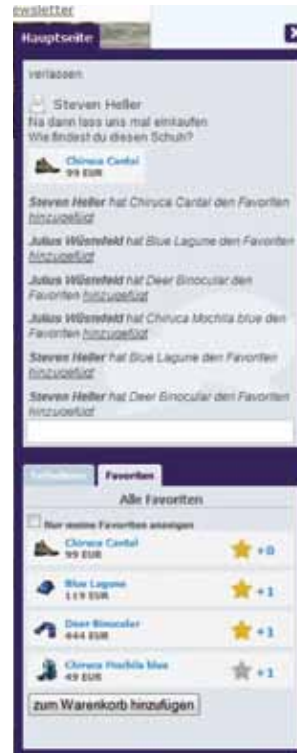 ewsletter
Hauptseite
verlassen
Steven Heller
Na dann lass uns mal einkaufen
Wie findest du diesen Schuh?
Chiruca Cantal
99 EUR
Steven Heller hat Chiruca Cantal den Favoriten
hinzugefügt
Julius Wüstefeld hat Blue Lagune den Favoriten
hinzugefügt
Julius Wüstefeld hat Deer Binocular den
Favoriten hinzugefügt
Julius Wüstefeld hat Chiruca Mochila blue den
Favoriten hinzugefügt
Steven Heller hat Blue Lagune den Favoriten
hinzugefügt
Steven Heller hat Deer Binocular den Favoriten
hinzugefügt
Favoriten
Alle Favoriten
Nur meine Favoriten anzeigen
Chiruca Cantal
99 EUR
+0
Blue Lagune
119 EUR
+1
Deer Binocular
444 EUR
+1
Chiruca Mochila blue
49 EUR
+1
zum Warenkorb hinzufügen